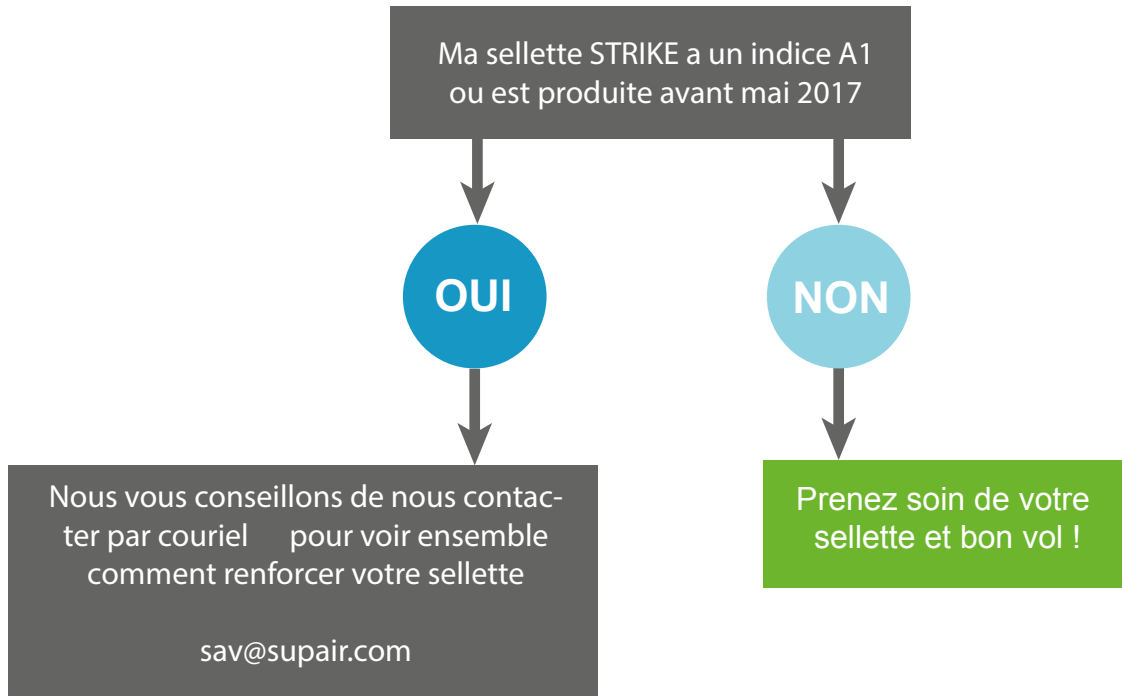 Ma sellette STRIKE a un indice A1
ou est produite avant mai 2017
OUI
NON
Nous vous conseillons de nous contac-
ter par couriel pour voir ensemble
comment renforcer votre sellette
sav@supair.com
Prenez soin de votre
sellette et bon vol !